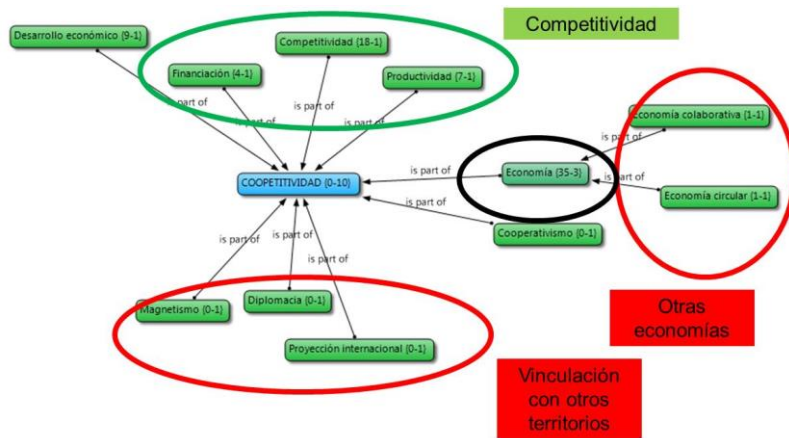 Competitividad
Desarrollo económico {9-1}
Competitividad {18-1}
Financiación {4-1}
Productividad {7-1}
is part of
is part of
is part of
is part of
Economía colaborativa {1-1}
is part of
Economía {35-3}
is part of
COOPETITIVIDAD {0-10}
is part of
Economía circular {1-1}
is part of
Cooperativismo {0-1}
is part of
is part of
is part of
Magnetismo {0-1}
Diplomacia {0-1}
Proyección internacional {0-1}
Otras
economías
Vinculación
con otros
territorios